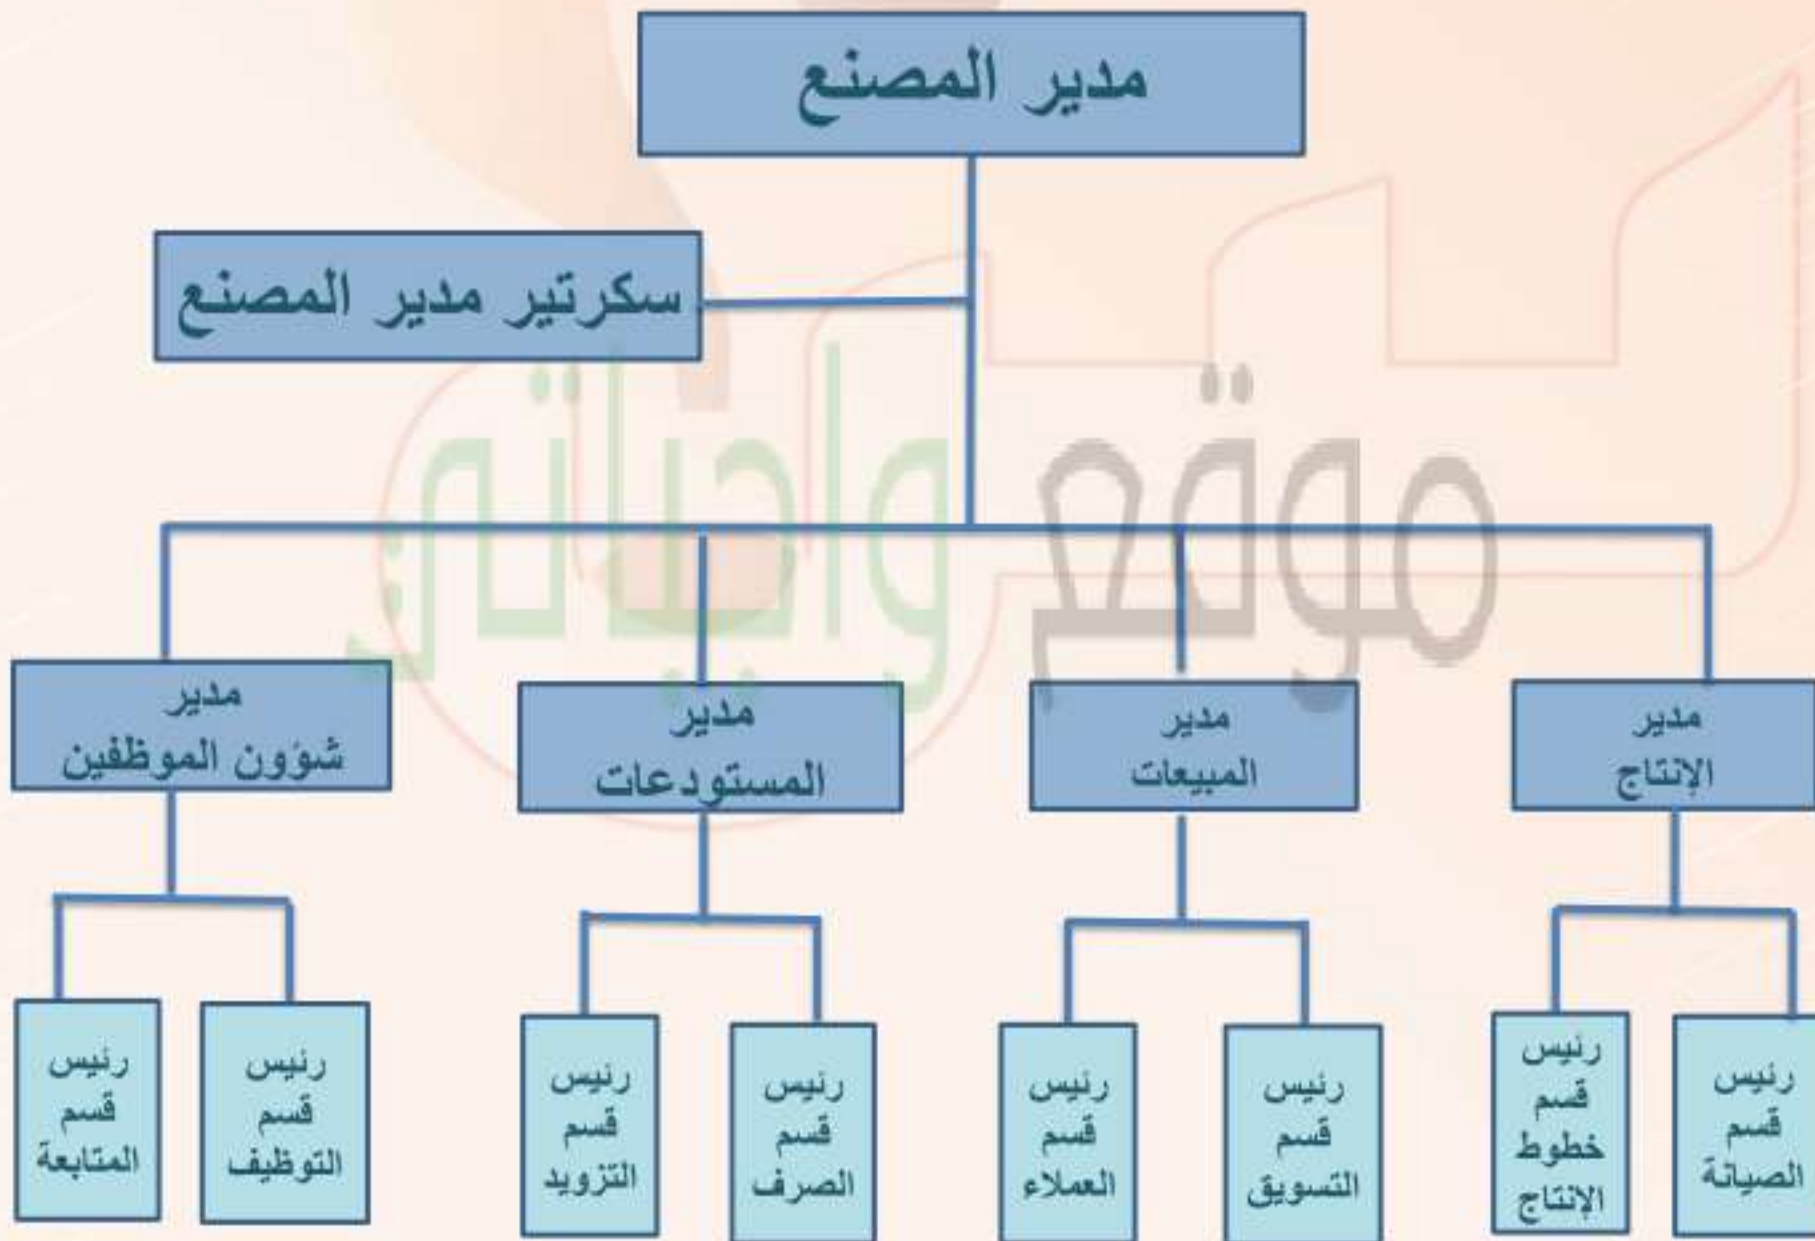 مدير المصنع
سكرتير مدير المصنع
موقع واجباتي
مدير
الإنتاج
مدير
المبيعات
مدير
المستودعات
مدير
شؤون الموظفين
رئيس
قسم
الصيانة
رئيس
قسم
خطوط
الإنتاج
رئيس
قسم
التسويق
رئيس
قسم
العملاء
رئيس
قسم
الصرف
رئيس
قسم
التزويد
رئيس
قسم
التوظيف
رئيس
قسم
المتابعة